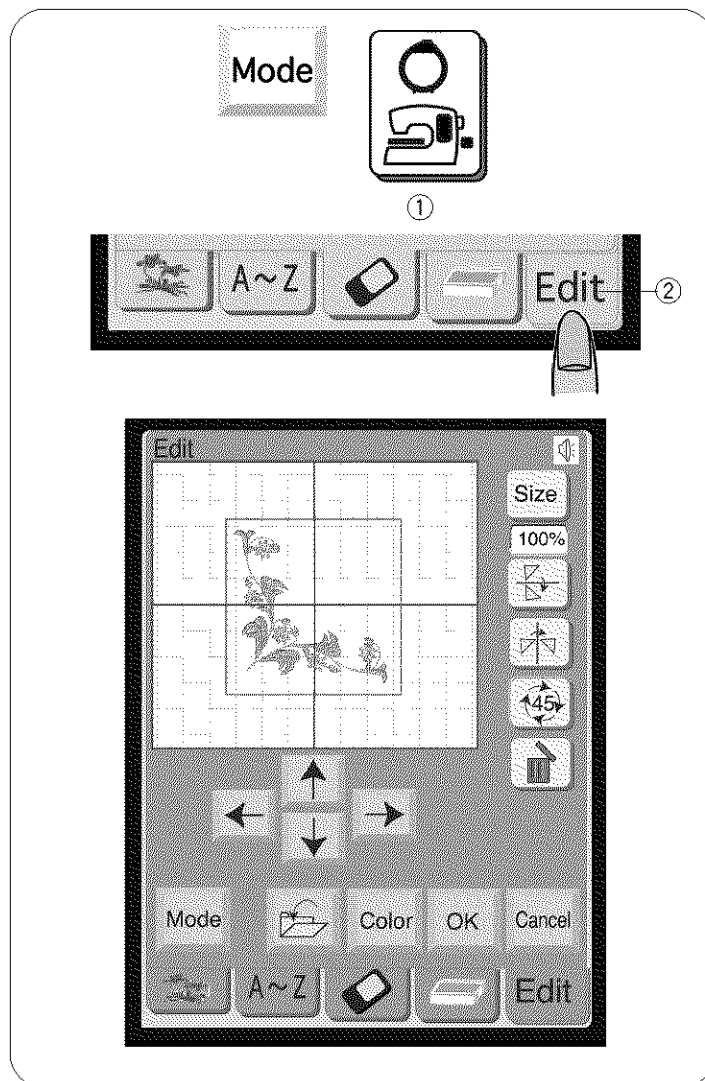 Mode
①
A~Z
Edit
②
Edit
Size
100%
45
Mode
Color
OK
Cancel
A~Z
Edit